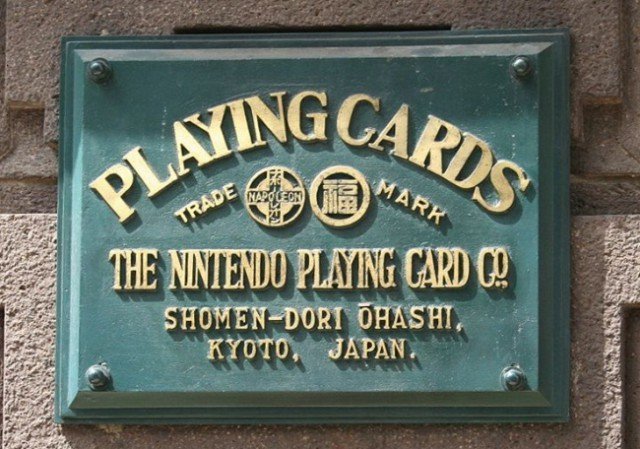 PLAYING CARDS
TRADE NAPOLEON 福 MARK
THE NINTENDO PLAYING CARD CO.
SHOMEN-DORI ŌHASHI,
KYOTO, JAPAN.